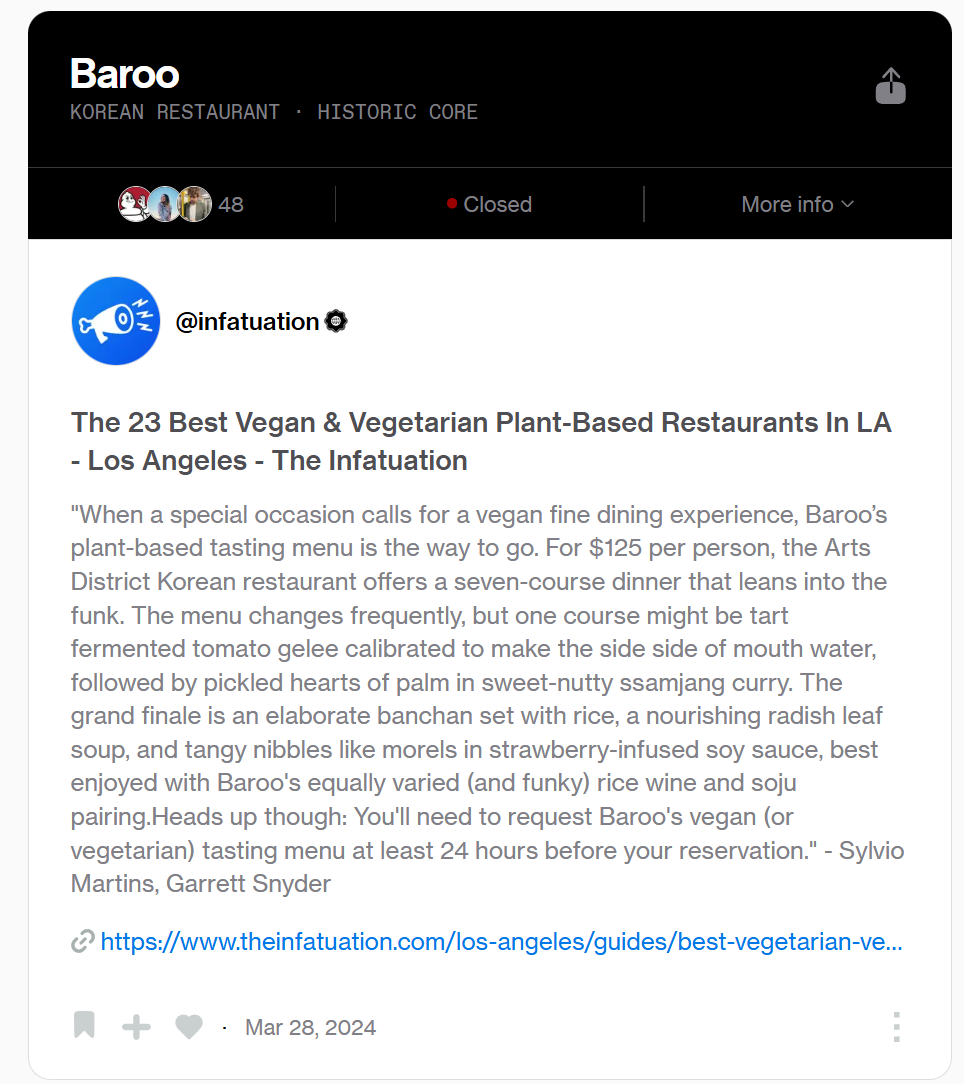 Baroo
KOREAN RESTAURANT · HISTORIC CORE
48
Closed
More info
@infatuation
The 23 Best Vegan & Vegetarian Plant-Based Restaurants In LA
- Los Angeles - The Infatuation
"When a special occasion calls for a vegan fine dining experience, Baroo’s
plant-based tasting menu is the way to go. For $125 per person, the Arts
District Korean restaurant offers a seven-course dinner that leans into the
funk. The menu changes frequently, but one course might be tart
fermented tomato gelee calibrated to make the side side of mouth water,
followed by pickled hearts of palm in sweet-nutty ssamjang curry. The
grand finale is an elaborate banchan set with rice, a nourishing radish leaf
soup, and tangy nibbles like morels in strawberry-infused soy sauce, best
enjoyed with Baroo's equally varied (and funky) rice wine and soju
pairing.Heads up though: You'll need to request Baroo's vegan (or
vegetarian) tasting menu at least 24 hours before your reservation." - Sylvio
Martins, Garrett Snyder
https://www.theinfatuation.com/los-angeles/guides/best-vegetarian-ve...
· Mar 28, 2024